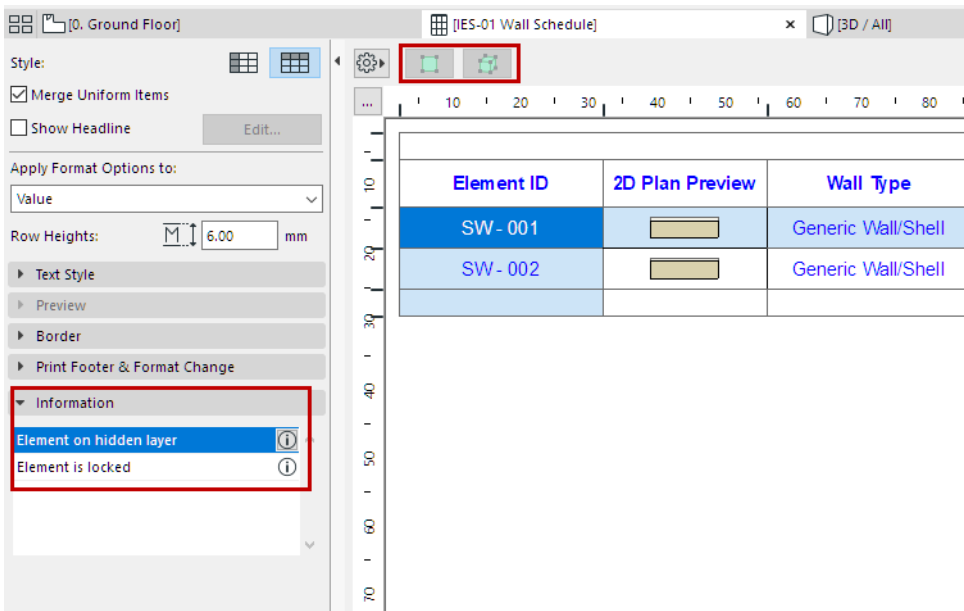 [0. Ground Floor]
[IES-01 Wall Schedule]
×
[3D / All]
Style:
Merge Uniform Items
Show Headline
Edit...
Apply Format Options to:
Value
Row Heights:
6.00
mm
Text Style
Preview
Border
Print Footer & Format Change
Information
Element on hidden layer
Element is locked
...
10 20 30 40 50 60 70 80
10
20
30
40
50
60
70
Element ID 2D Plan Preview Wall Type
SW - 001 Generic Wall/Shell
SW - 002 Generic Wall/Shell